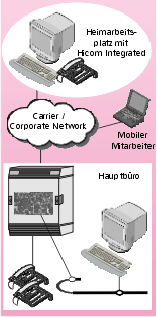 Heimarbeits-
platz mit
Hicom Integrated
Carrier /
Corporate Network
Mobiler
Mitarbeiter
Hauptbüro